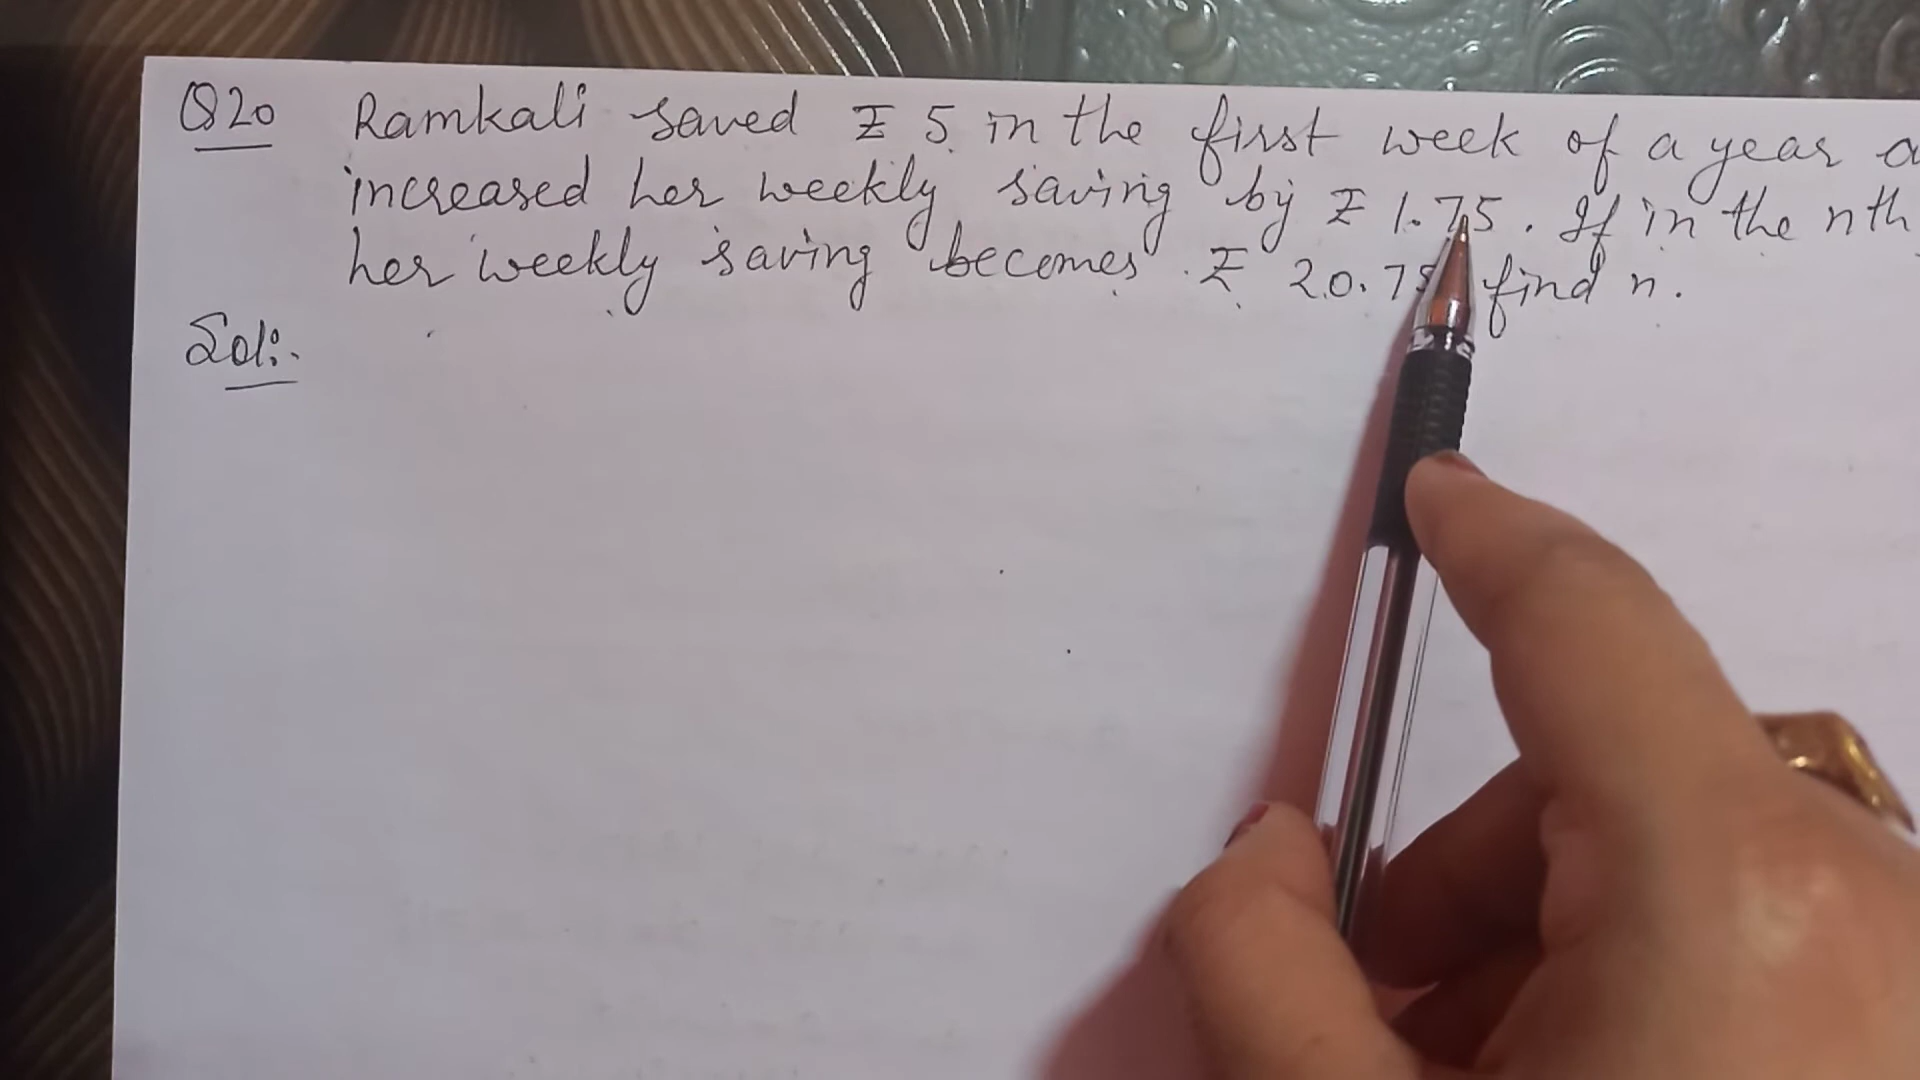 Q20 Ramkali saved ₹ 5 in the first week of a year
increased her weekly saving by ₹ 1.75. If in the nth
her weekly saving becomes ₹ 20.75 find n.
Sol:-